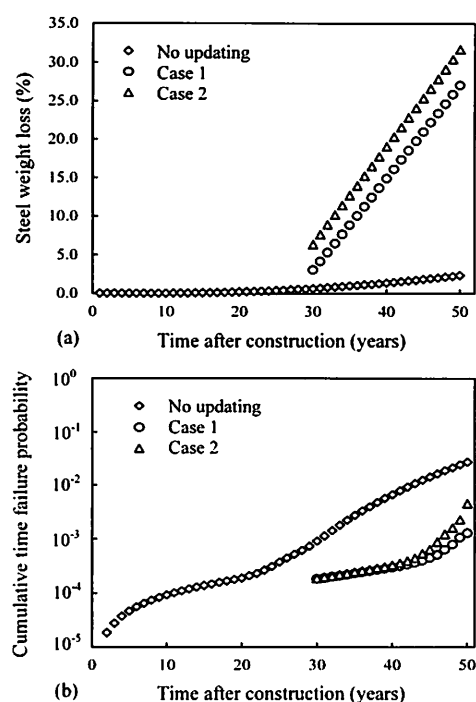 35.0
30.0
25.0
20.0
15.0
10.0
5.0
0.0
Steel weight loss (%)
No updating
Case 1
Case 2
0 10 20 30 40 50
(a) Time after construction (years)
10^0
10^-1
10^-2
10^-3
10^-4
10^-5
Cumulative time failure probability
No updating
Case 1
Case 2
0 10 20 30 40 50
(b) Time after construction (years)